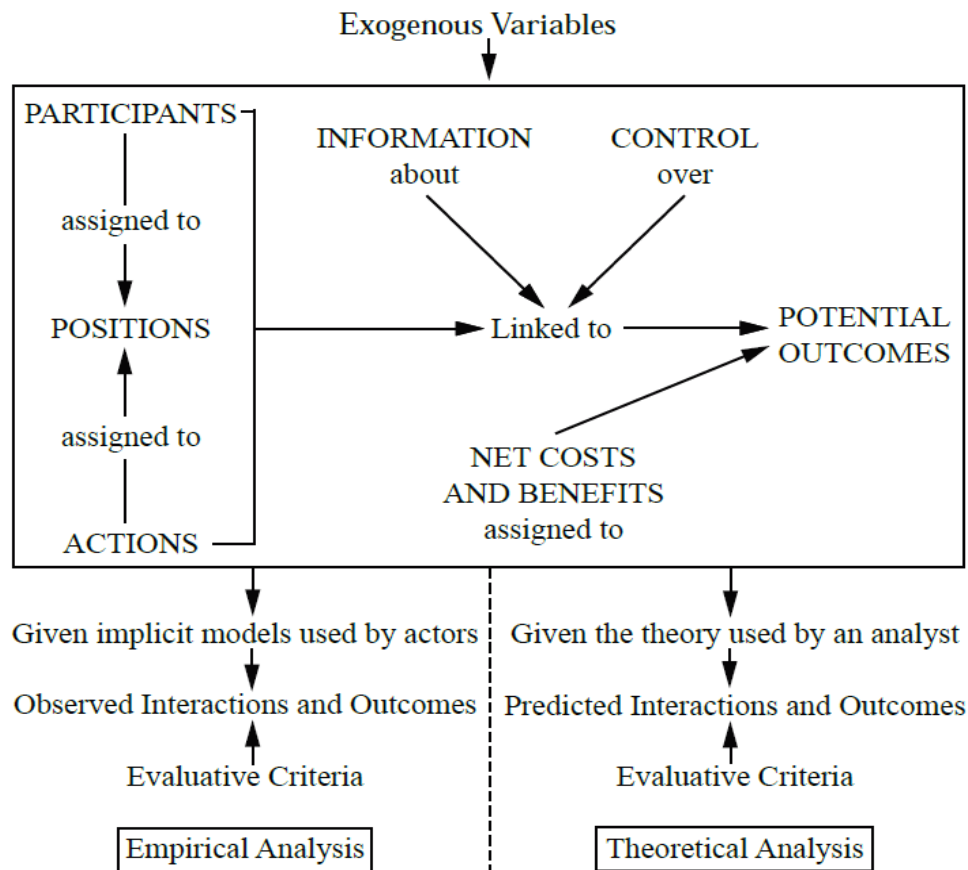 Exogenous Variables
PARTICIPANTS
assigned to
POSITIONS
assigned to
ACTIONS
INFORMATION
about
CONTROL
over
Linked to
POTENTIAL
OUTCOMES
NET COSTS
AND BENEFITS
assigned to
Given implicit models used by actors
Observed Interactions and Outcomes
Evaluative Criteria
Empirical Analysis
Given the theory used by an analyst
Predicted Interactions and Outcomes
Evaluative Criteria
Theoretical Analysis